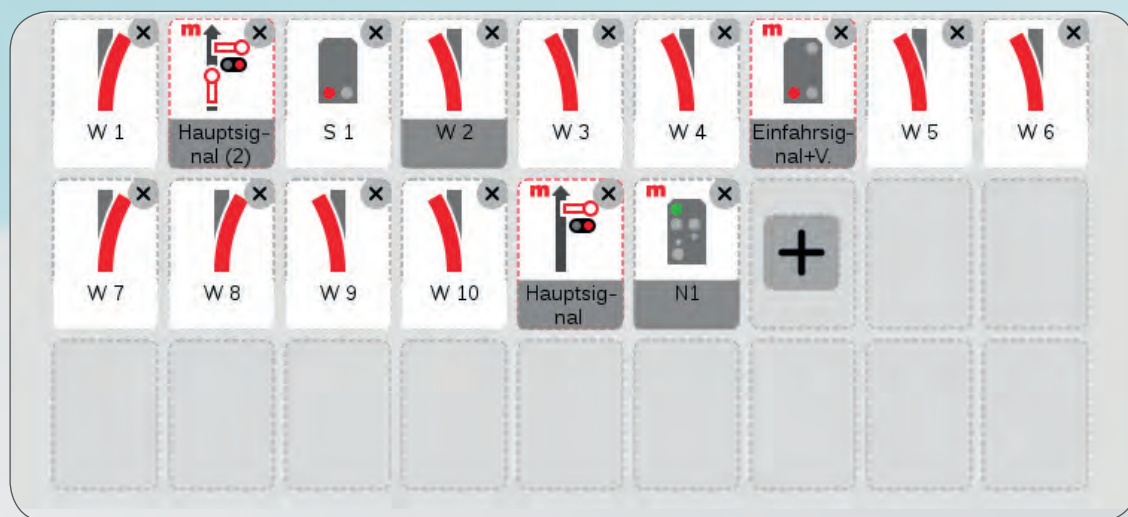 m
m
W 1
Hauptsig-
nal (2)
S 1
W 2
W 3
W 4
Einfahrsig-
nal+V.
W 5
W 6
m
m
W 7
W 8
W 9
W 10
Hauptsig-
nal
N1